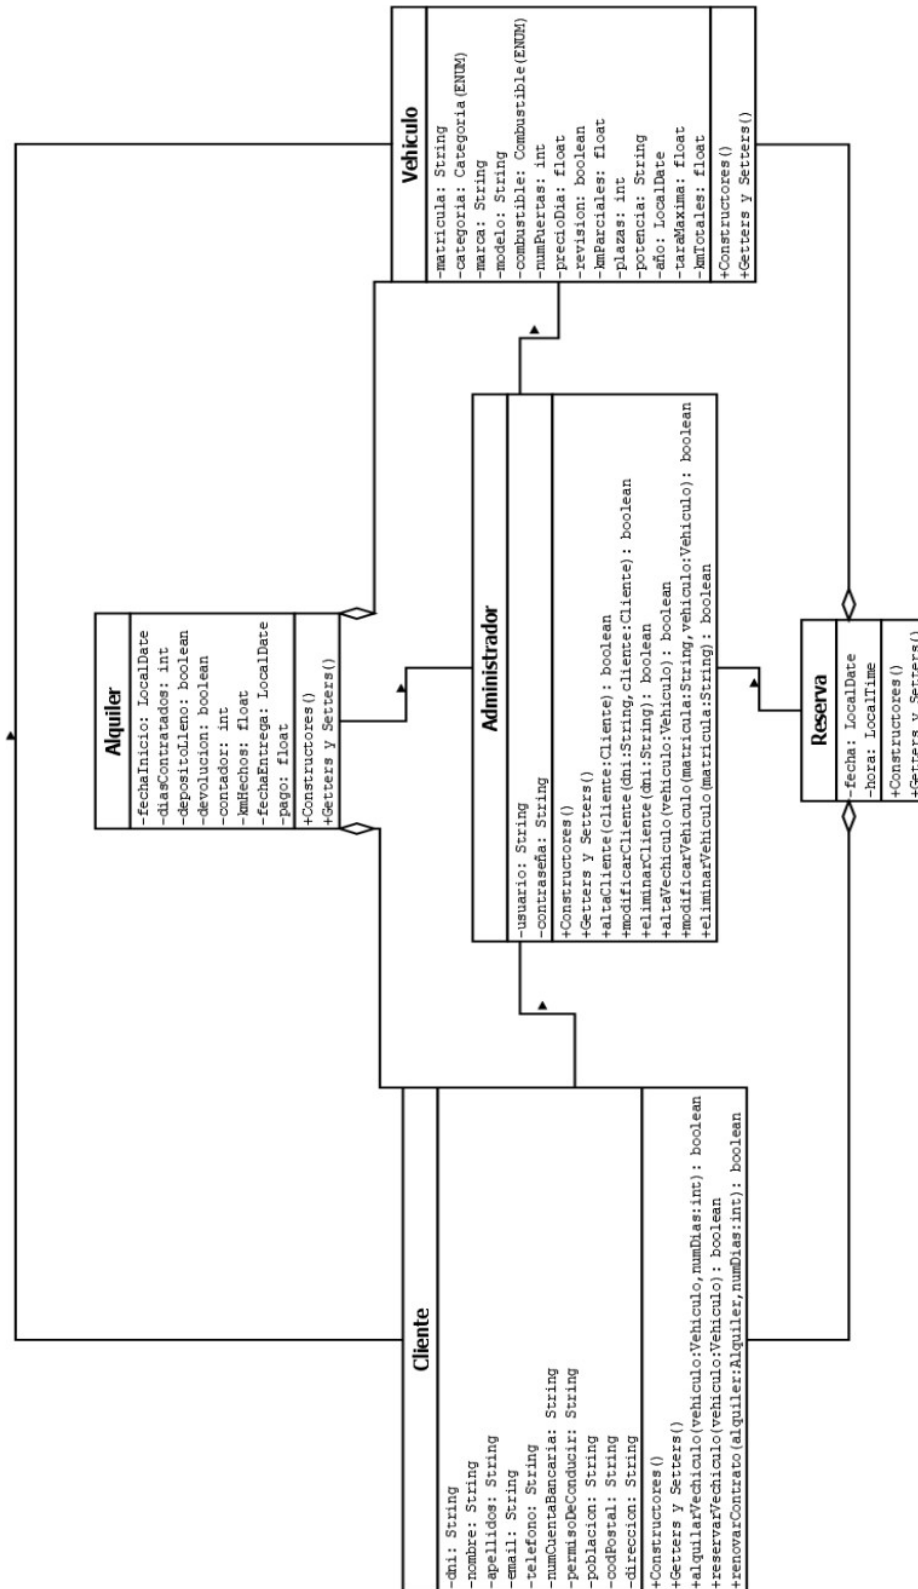 Cliente
-dni: String
-nombre: String
-apellidos: String
-email: String
-telefono: String
-numCuentaBancaria: String
-permisoDeConducir: String
-poblacion: String
-codPostal: String
-direccion: String
+Constructores()
+Getters y Setters()
+alquilarVechiculo(vehiculo:Vehiculo,numDias:int): boolean
+reservarVechiculo(vehiculo:Vehiculo): boolean
+renovarContrato(alquiler:Alquiler,numDias:int): boolean
Alquiler
-fechaInicio: LocalDate
-diasContratados: int
-depositoLleno: boolean
-devolucion: boolean
-contador: int
-kmHechos: float
-fechaEntrega: LocalDate
-pago: float
+Constructores()
+Getters y Setters()
Administrador
-usuario: String
-contraseña: String
+Constructores()
+Getters y Setters()
+altaCliente(cliente:Cliente): boolean
+modificarCliente(dni:String,cliente:Cliente): boolean
+eliminarCliente(dni:String): boolean
+altaVechiculo(vehiculo:Vehiculo): boolean
+modificarVehiculo(matricula:String,vehiculo:Vehiculo): boolean
+eliminarVehiculo(matricula:String): boolean
Reserva
-fecha: LocalDate
-hora: LocalTime
+Constructores()
+Getters y Setters()
Vehiculo
-matricula: String
-categoria: Categoria(ENUM)
-marca: String
-modelo: String
-combustible: Combustible(ENUM)
-numPuertas: int
-precioDia: float
-revision: boolean
-kmParciales: float
-plazas: int
-potencia: String
-año: LocalDate
-taraMaxima: float
-kmTotales: float
+Constructores()
+Getters y Setters()